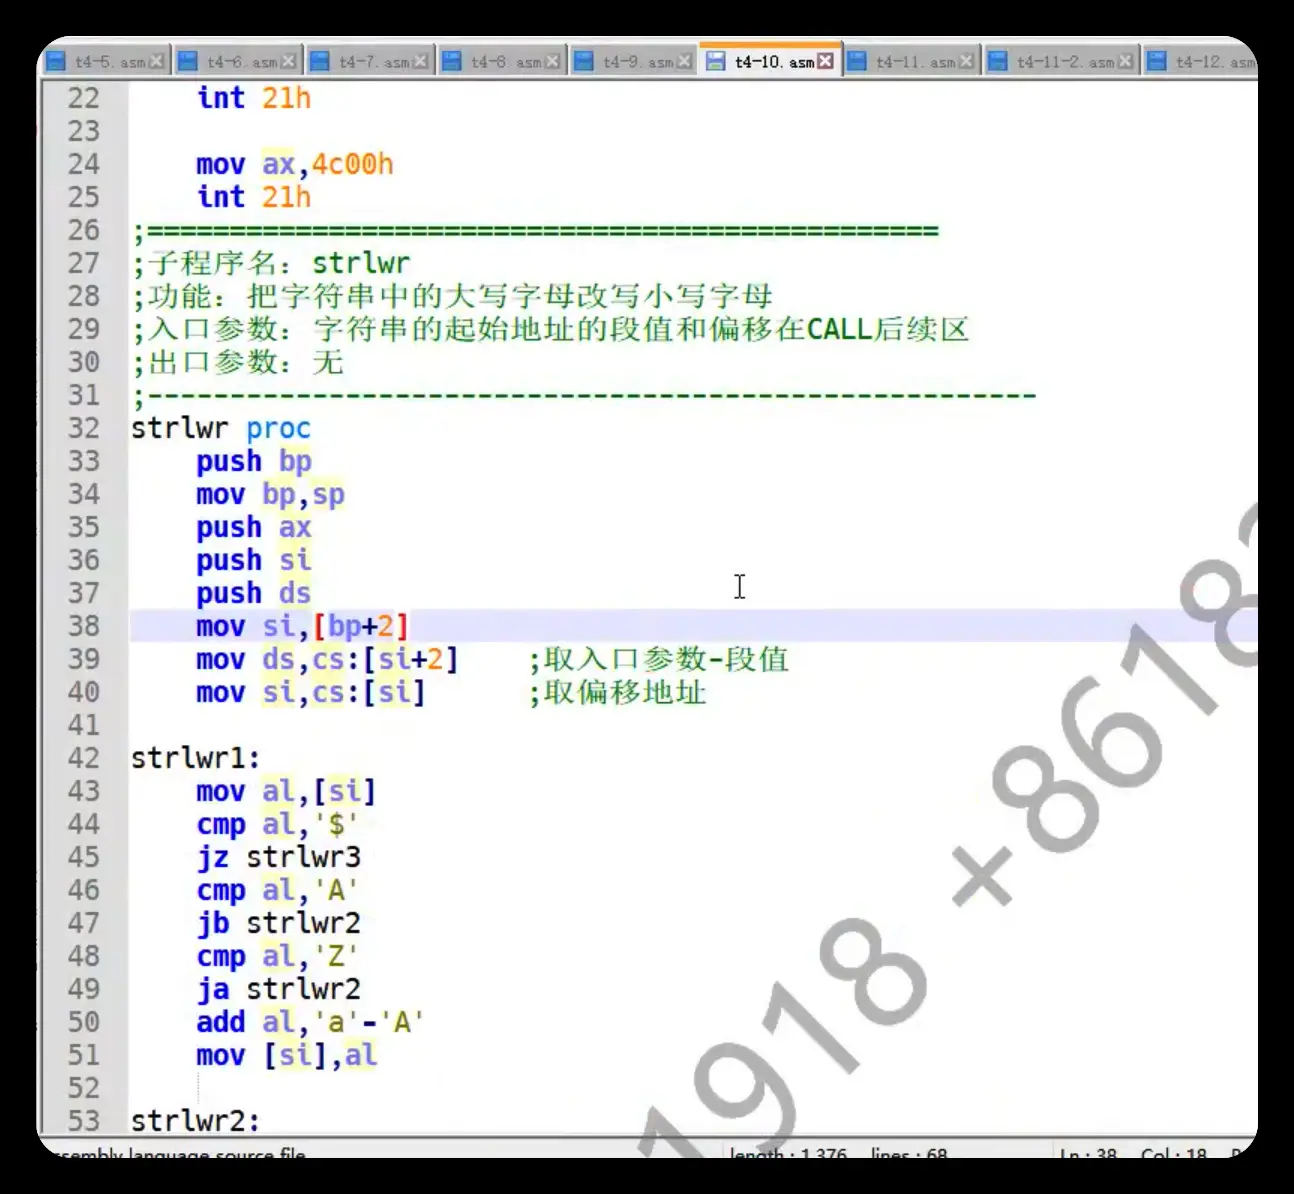 t4-5.asm t4-6.asm t4-7.asm t4-8 asm t4-9.asm t4-10.asm t4-11.asm t4-11-2.asm t4-12.asm
22 int 21h
23
24 mov ax,4c00h
25 int 21h
26 ;================================================
27 ;子程序名：strlwr
28 ;功能：把字符串中的大写字母改写小写字母
29 ;入口参数：字符串的起始地址的段值和偏移在CALL后续区
30 ;出口参数：无
31 ;------------------------------------------------------
32 strlwr proc
33 push bp
34 mov bp,sp
35 push ax
36 push si
37 push ds
38 mov si,[bp+2]
39 mov ds,cs:[si+2] ;取入口参数-段值
40 mov si,cs:[si] ;取偏移地址
41
42 strlwr1:
43 mov al,[si]
44 cmp al,'$'
45 jz strlwr3
46 cmp al,'A'
47 jb strlwr2
48 cmp al,'Z'
49 ja strlwr2
50 add al,'a'-'A'
51 mov [si],al
52
53 strlwr2:
1918 +8618
ssembly language source file length : 1,376 lines : 68 Ln : 38 Col : 18